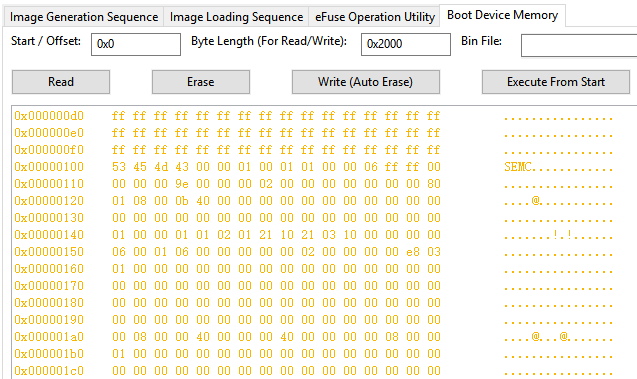 Image Generation Sequence Image Loading Sequence eFuse Operation Utility Boot Device Memory
Start / Offset: 0x0 Byte Length (For Read/Write): 0x2000 Bin File:
Read Erase Write (Auto Erase) Execute From Start
0x000000d0 ff ff ff ff ff ff ff ff ff ff ff ff ff ff ff ff ................
0x000000e0 ff ff ff ff ff ff ff ff ff ff ff ff ff ff ff ff ................
0x000000f0 ff ff ff ff ff ff ff ff ff ff ff ff ff ff ff ff ................
0x00000100 53 45 4d 43 00 00 01 00 01 01 00 00 06 ff ff 00 SEMC............
0x00000110 00 00 00 9e 00 00 00 02 00 00 00 00 00 00 00 80 ................
0x00000120 01 08 00 0b 40 00 00 00 00 00 00 00 00 00 00 00 ....@...........
0x00000130 00 00 00 00 00 00 00 00 00 00 00 00 00 00 00 00 ................
0x00000140 01 00 00 01 01 02 01 21 10 21 03 10 00 00 00 00 .......!.!......
0x00000150 06 00 01 06 00 00 00 00 00 02 00 00 00 00 e8 03 ................
0x00000160 01 00 00 00 00 00 00 00 00 00 00 00 00 00 00 00 ................
0x00000170 00 00 00 00 00 00 00 00 00 00 00 00 00 00 00 00 ................
0x00000180 00 00 00 00 00 00 00 00 00 00 00 00 00 00 00 00 ................
0x00000190 00 00 00 00 00 00 00 00 00 00 00 00 00 00 00 00 ................
0x000001a0 00 08 00 00 40 00 00 00 40 00 00 00 00 08 00 00 ....@...@.......
0x000001b0 01 00 00 00 00 00 00 00 00 00 00 00 00 00 00 00 ................
0x000001c0 00 00 00 00 00 00 00 00 00 00 00 00 00 00 00 00 ................